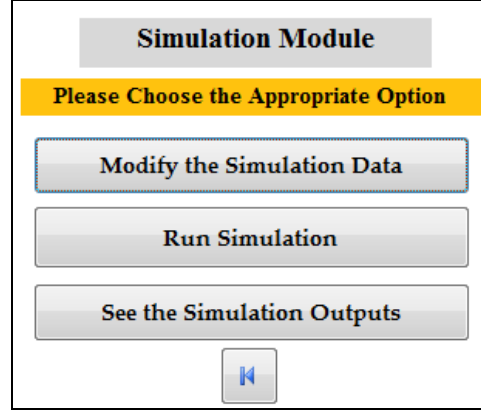 Simulation Module
Please Choose the Appropriate Option
Modify the Simulation Data
Run Simulation
See the Simulation Outputs